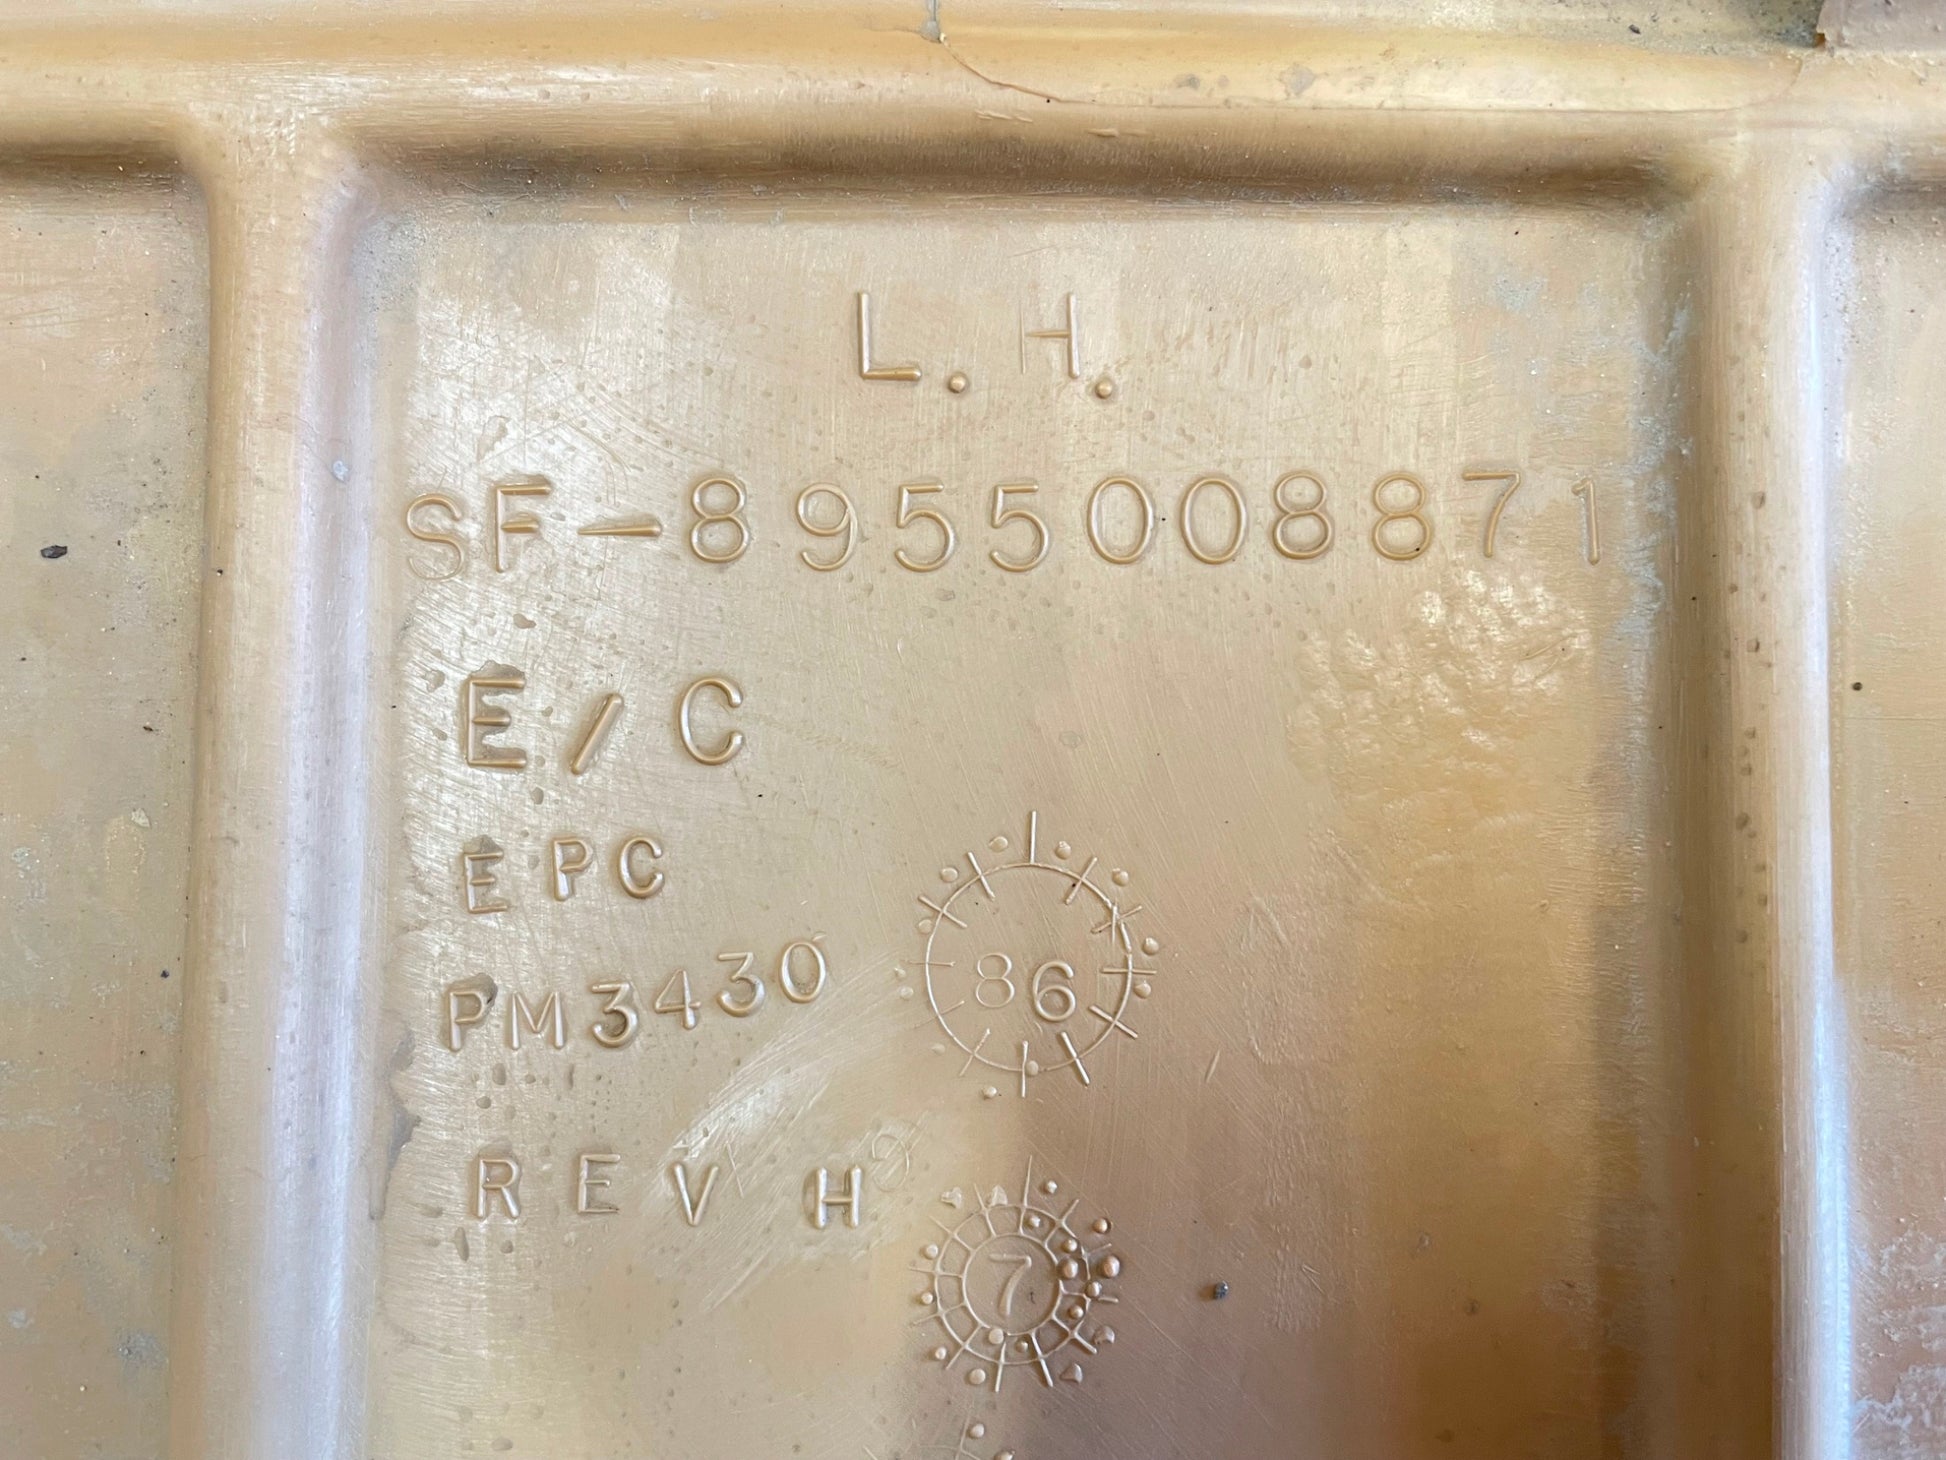 L. H.
SF-8955008871
E/C
EPC
PM3430
86
REV H
7